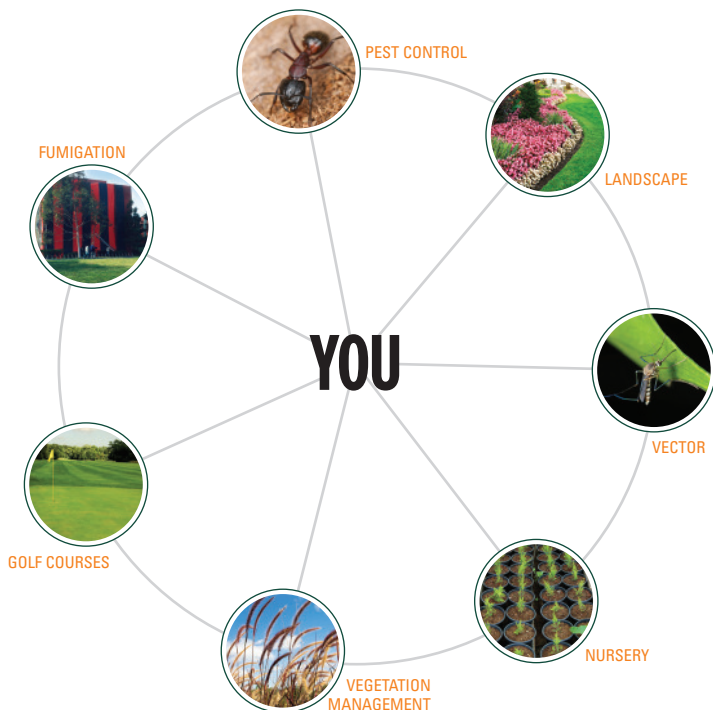 PEST CONTROL
LANDSCAPE
FUMIGATION
YOU
VECTOR
GOLF COURSES
NURSERY
VEGETATION
MANAGEMENT